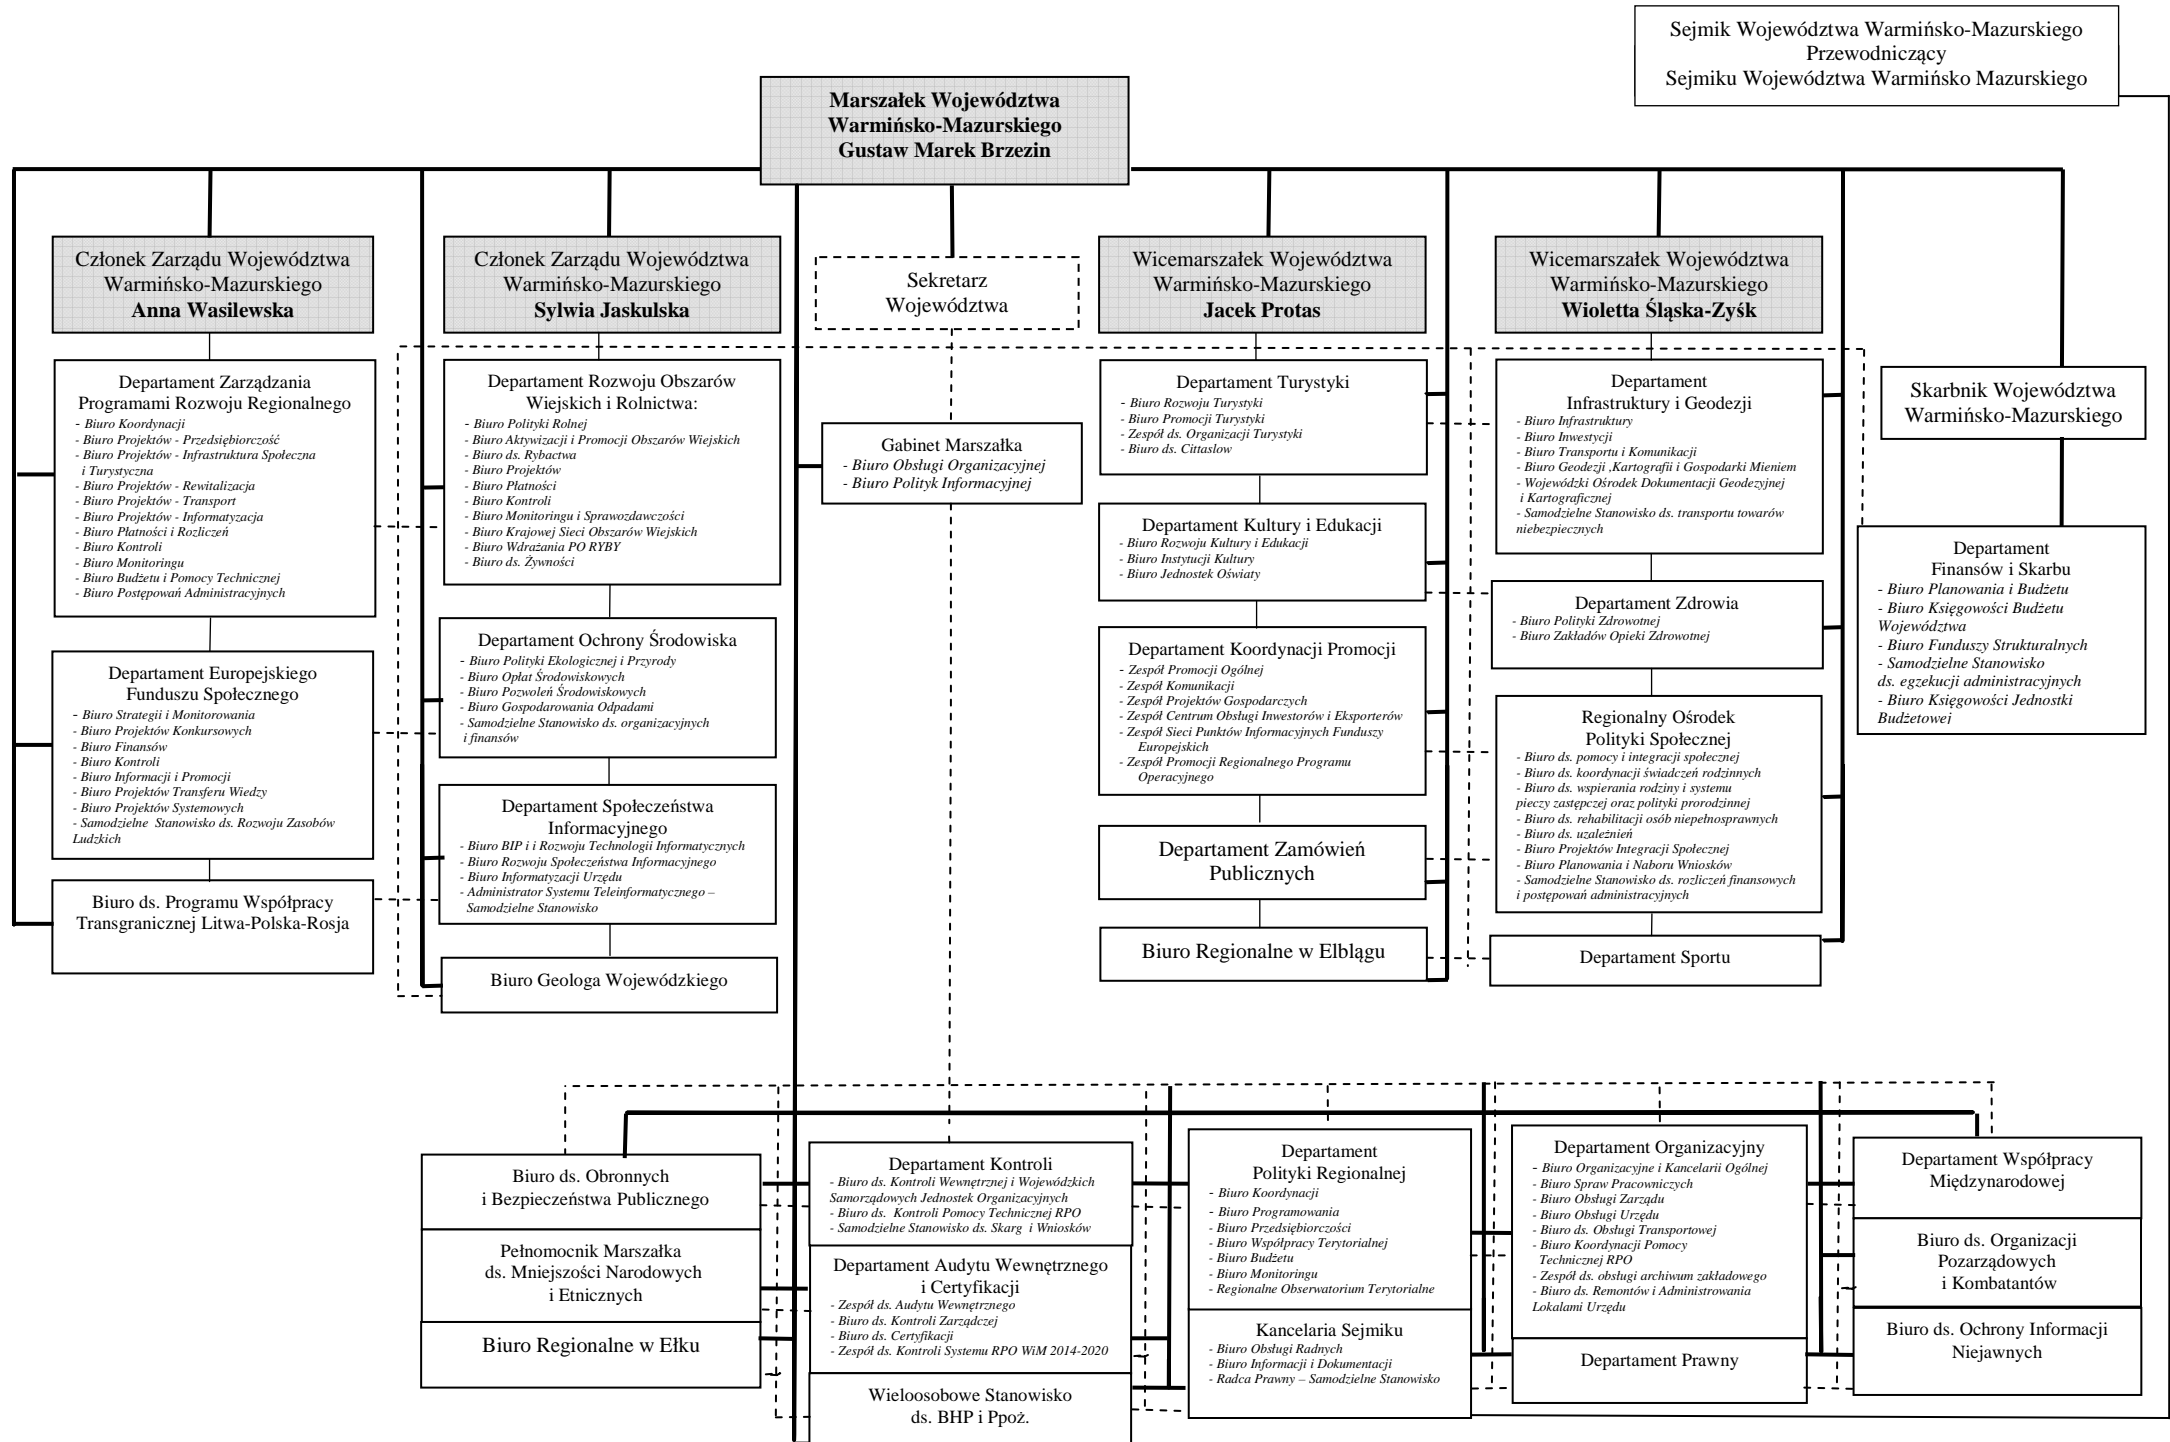 Sejmik Województwa Warmińsko-Mazurskiego
Przewodniczący
Sejmiku Województwa Warmińsko Mazurskiego
Marszałek Województwa
Warmińsko-Mazurskiego
Gustaw Marek Brzezin
Członek Zarządu Województwa
Warmińsko-Mazurskiego
Anna Wasilewska
Członek Zarządu Województwa
Warmińsko-Mazurskiego
Sylwia Jaskulska
Sekretarz
Województwa
Wicemarszałek Województwa
Warmińsko-Mazurskiego
Jacek Protas
Wicemarszałek Województwa
Warmińsko-Mazurskiego
Wioletta Śląska-Zyśk
Departament Zarządzania
Programami Rozwoju Regionalnego
- Biuro Koordynacji
- Biuro Projektów - Przedsiębiorczość
- Biuro Projektów - Infrastruktura Społeczna
i Turystyczna
- Biuro Projektów - Rewitalizacja
- Biuro Projektów - Transport
- Biuro Projektów - Informatyzacja
- Biuro Płatności i Rozliczeń
- Biuro Kontroli
- Biuro Monitoringu
- Biuro Budżetu i Pomocy Technicznej
- Biuro Postępowań Administracyjnych
Departament Europejskiego
Funduszu Społecznego
- Biuro Strategii i Monitorowania
- Biuro Projektów Konkursowych
- Biuro Finansów
- Biuro Kontroli
- Biuro Informacji i Promocji
- Biuro Projektów Transferu Wiedzy
- Biuro Projektów Systemowych
- Samodzielne Stanowisko ds. Rozwoju Zasobów
Ludzkich
Biuro ds. Programu Współpracy
Transgranicznej Litwa-Polska-Rosja
Departament Rozwoju Obszarów
Wiejskich i Rolnictwa:
- Biuro Polityki Rolnej
- Biuro Aktywizacji i Promocji Obszarów Wiejskich
- Biuro ds. Rybactwa
- Biuro Projektów
- Biuro Płatności
- Biuro Kontroli
- Biuro Monitoringu i Sprawozdawczości
- Biuro Krajowej Sieci Obszarów Wiejskich
- Biuro Wdrażania PO RYBY
- Biuro ds. Żywności
Departament Ochrony Środowiska
- Biuro Polityki Ekologicznej i Przyrody
- Biuro Opłat Środowiskowych
- Biuro Pozwoleń Środowiskowych
- Biuro Gospodarowania Odpadami
- Samodzielne Stanowisko ds. organizacyjnych
i finansów
Departament Społeczeństwa
Informacyjnego
- Biuro BIP i i Rozwoju Technologii Informatycznych
- Biuro Rozwoju Społeczeństwa Informacyjnego
- Biuro Informatyzacji Urzędu
- Administrator Systemu Teleinformatycznego –
Samodzielne Stanowisko
Biuro Geologa Wojewódzkiego
Gabinet Marszałka
- Biuro Obsługi Organizacyjnej
- Biuro Polityk Informacyjnej
Departament Turystyki
- Biuro Rozwoju Turystyki
- Biuro Promocji Turystyki
- Zespół ds. Organizacji Turystyki
- Biuro ds. Cittaslow
Departament Kultury i Edukacji
- Biuro Rozwoju Kultury i Edukacji
- Biuro Instytucji Kultury
- Biuro Jednostek Oświaty
Departament Koordynacji Promocji
- Zespół Promocji Ogólnej
- Zespół Komunikacji
- Zespół Projektów Gospodarczych
- Zespół Centrum Obsługi Inwestorów i Eksporterów
- Zespół Sieci Punktów Informacyjnych Funduszy
Europejskich
- Zespół Promocji Regionalnego Programu
Operacyjnego
Departament Zamówień
Publicznych
Biuro Regionalne w Elblągu
Departament
Infrastruktury i Geodezji
- Biuro Infrastruktury
- Biuro Inwestycji
- Biuro Transportu i Komunikacji
- Biuro Geodezji ,Kartografii i Gospodarki Mieniem
- Wojewódzki Ośrodek Dokumentacji Geodezyjnej
i Kartograficznej
- Samodzielne Stanowisko ds. transportu towarów
niebezpiecznych
Departament Zdrowia
- Biuro Polityki Zdrowotnej
- Biuro Zakładów Opieki Zdrowotnej
Regionalny Ośrodek
Polityki Społecznej
- Biuro ds. pomocy i integracji społecznej
- Biuro ds. koordynacji świadczeń rodzinnych
- Biuro ds. wspierania rodziny i systemu
pieczy zastępczej oraz polityki prorodzinnej
- Biuro ds. rehabilitacji osób niepełnosprawnych
- Biuro ds. uzależnień
- Biuro Projektów Integracji Społecznej
- Biuro Planowania i Naboru Wniosków
- Samodzielne Stanowisko ds. rozliczeń finansowych
i postępowań administracyjnych
Departament Sportu
Skarbnik Województwa
Warmińsko-Mazurskiego
Departament
Finansów i Skarbu
- Biuro Planowania i Budżetu
- Biuro Księgowości Budżetu
Województwa
- Biuro Funduszy Strukturalnych
- Samodzielne Stanowisko
ds. egzekucji administracyjnych
- Biuro Księgowości Jednostki
Budżetowej
Biuro ds. Obronnych
i Bezpieczeństwa Publicznego
Pełnomocnik Marszałka
ds. Mniejszości Narodowych
i Etnicznych
Biuro Regionalne w Ełku
Departament Kontroli
- Biuro ds. Kontroli Wewnętrznej i Wojewódzkich
Samorządowych Jednostek Organizacyjnych
- Biuro ds. Kontroli Pomocy Technicznej RPO
- Samodzielne Stanowisko ds. Skarg i Wniosków
Departament Audytu Wewnętrznego
i Certyfikacji
- Zespół ds. Audytu Wewnętrznego
- Biuro ds. Kontroli Zarządczej
- Biuro ds. Certyfikacji
- Zespół ds. Kontroli Systemu RPO WiM 2014-2020
Wieloosobowe Stanowisko
ds. BHP i Ppoż.
Departament
Polityki Regionalnej
- Biuro Koordynacji
- Biuro Programowania
- Biuro Przedsiębiorczości
- Biuro Współpracy Terytorialnej
- Biuro Budżetu
- Biuro Monitoringu
- Regionalne Obserwatorium Terytorialne
Kancelaria Sejmiku
- Biuro Obsługi Radnych
- Biuro Informacji i Dokumentacji
- Radca Prawny – Samodzielne Stanowisko
Departament Organizacyjny
- Biuro Organizacyjne i Kancelarii Ogólnej
- Biuro Spraw Pracowniczych
- Biuro Obsługi Zarządu
- Biuro Obsługi Urzędu
- Biuro ds. Obsługi Transportowej
- Biuro Koordynacji Pomocy
Technicznej RPO
- Zespół ds. obsługi archiwum zakładowego
- Biuro ds. Remontów i Administrowania
Lokalami Urzędu
Departament Prawny
Departament Współpracy
Międzynarodowej
Biuro ds. Organizacji
Pozarządowych
i Kombatantów
Biuro ds. Ochrony Informacji
Niejawnych